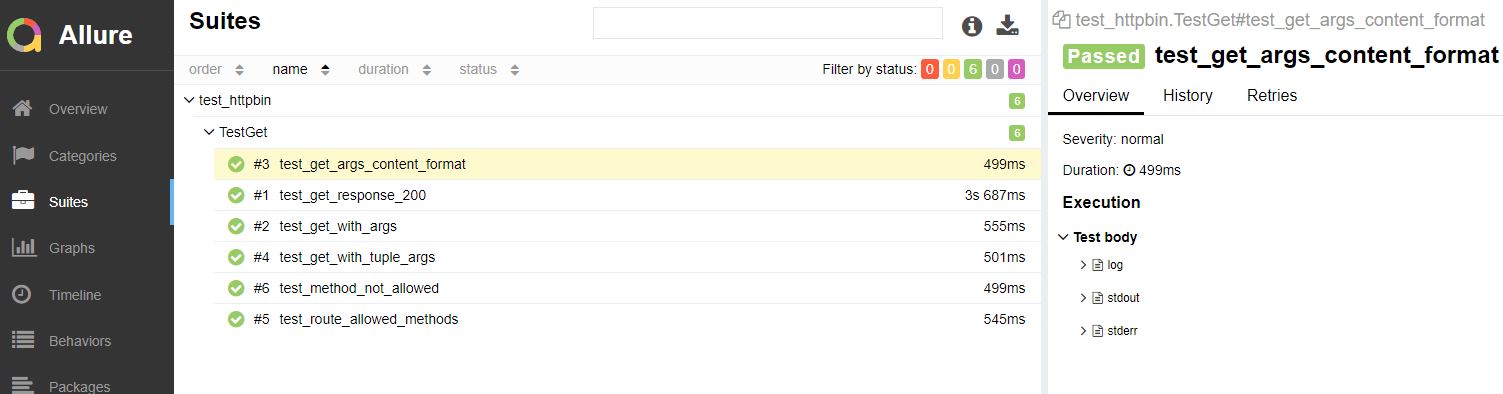 Allure
Overview
Categories
Suites
Graphs
Timeline
Behaviors
Packages
Suites
order name duration status Filter by status: 0 0 6 0 0
test_httpbin 6
TestGet 6
#3 test_get_args_content_format 499ms
#1 test_get_response_200 3s 687ms
#2 test_get_with_args 555ms
#4 test_get_with_tuple_args 501ms
#6 test_method_not_allowed 499ms
#5 test_route_allowed_methods 545ms
test_httpbin.TestGet#test_get_args_content_format
Passed test_get_args_content_format
Overview History Retries
Severity: normal
Duration: 499ms
Execution
Test body
log
stdout
stderr